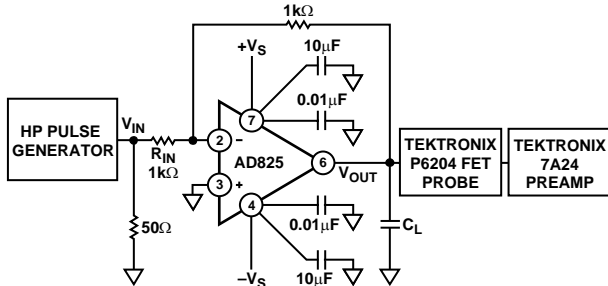 1kΩ
+VS
10μF
0.01μF
HP PULSE
GENERATOR
VIN
RIN
1kΩ
50Ω
2
–
7
AD825
3
+
4
6
VOUT
TEKTRONIX
P6204 FET
PROBE
TEKTRONIX
7A24
PREAMP
0.01μF
CL
10μF
–VS